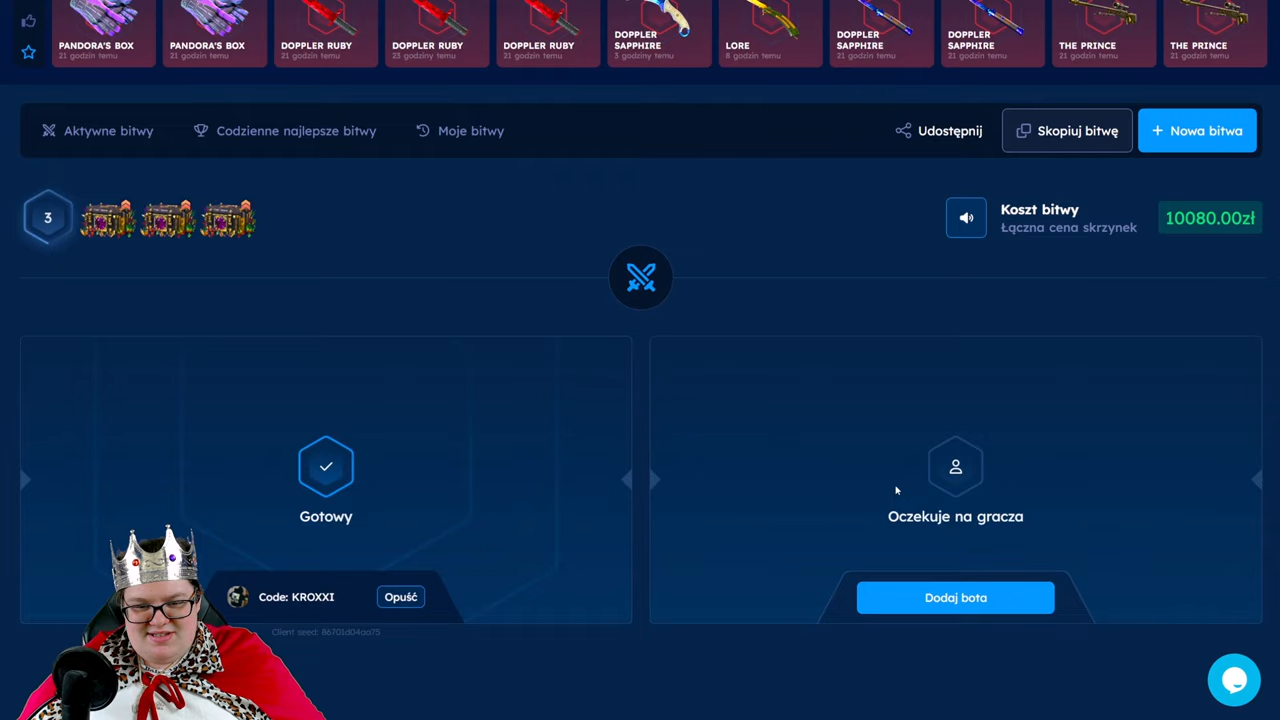 PANDORA'S BOX
21 godzin temu
PANDORA'S BOX
21 godzin temu
DOPPLER RUBY
21 godzin temu
DOPPLER RUBY
23 godziny temu
DOPPLER RUBY
21 godzin temu
DOPPLER
SAPPHIRE
3 godziny temu
LORE
8 godzin temu
DOPPLER
SAPPHIRE
21 godzin temu
DOPPLER
SAPPHIRE
21 godzin temu
THE PRINCE
21 godzin temu
THE PRINCE
21 godzin temu
Aktywne bitwy
Codzienne najlepsze bitwy
Moje bitwy
Udostępnij
Skopiuj bitwę
+ Nowa bitwa
3
Koszt bitwy
Łączna cena skrzynek
10080.00zł
Gotowy
Oczekuje na gracza
Code: KROXXI
Opuść
Dodaj bota
Client seed: 86701d04aa75